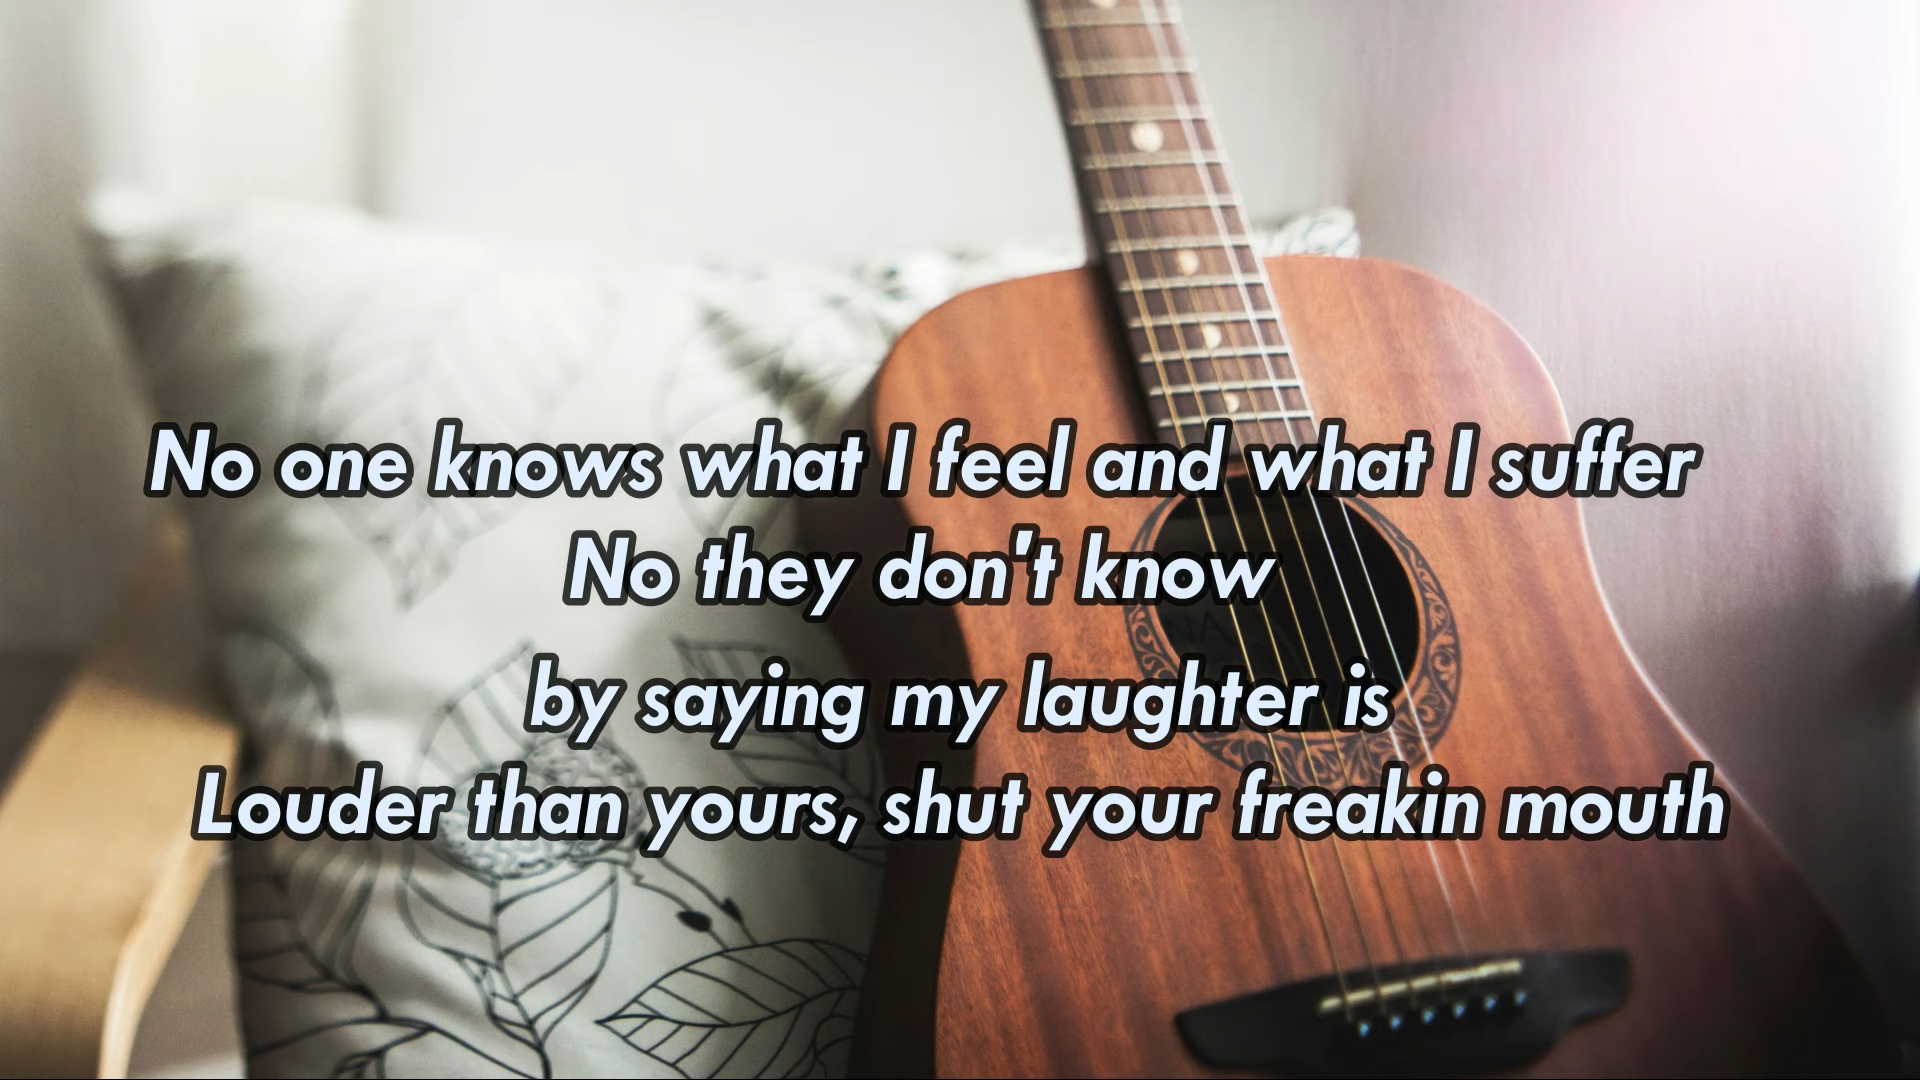 No one knows what I feel and what I suffer
No they don't know
by saying my laughter is
Louder than yours, shut your freakin mouth